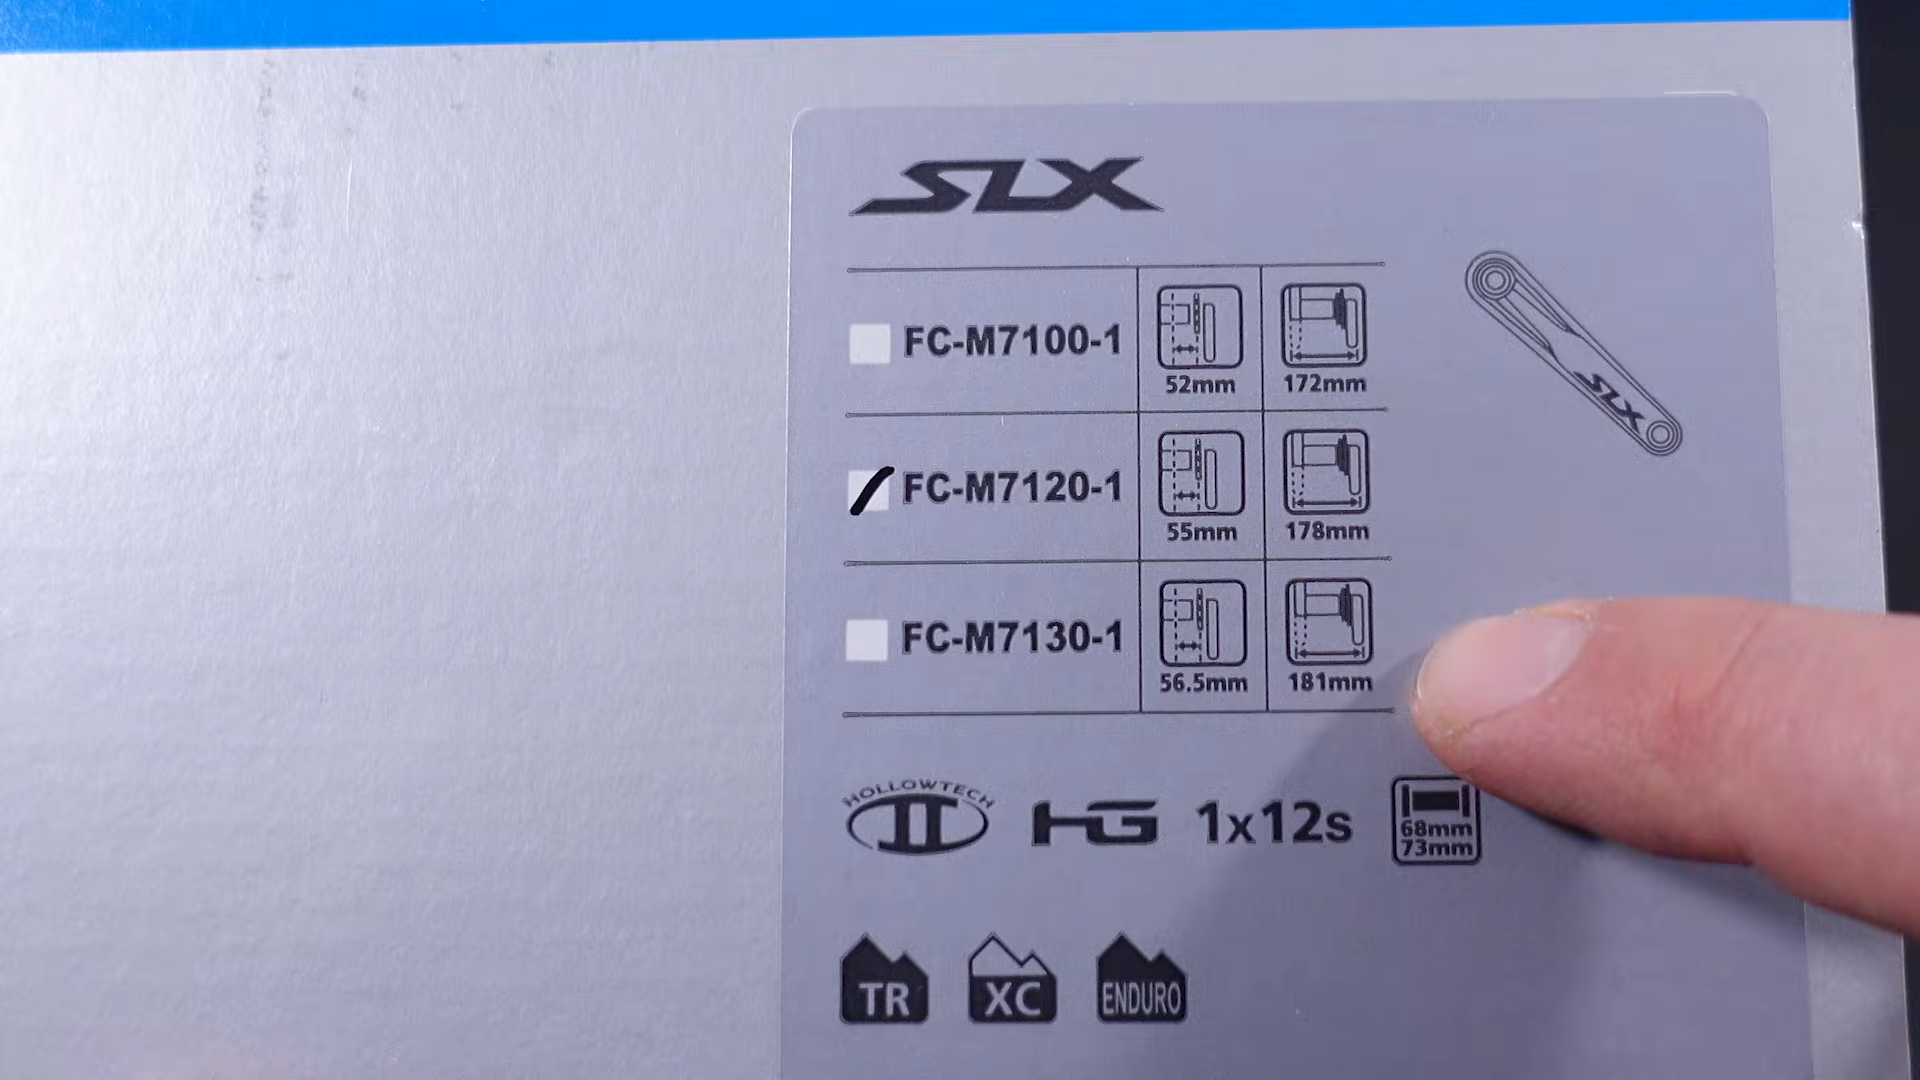 SLX
FC-M7100-1
52mm
172mm
SLX
FC-M7120-1
55mm
178mm
FC-M7130-1
56.5mm
181mm
HOLLOWTECH
II
HG
1x12s
68mm
73mm
TR
XC
ENDURO